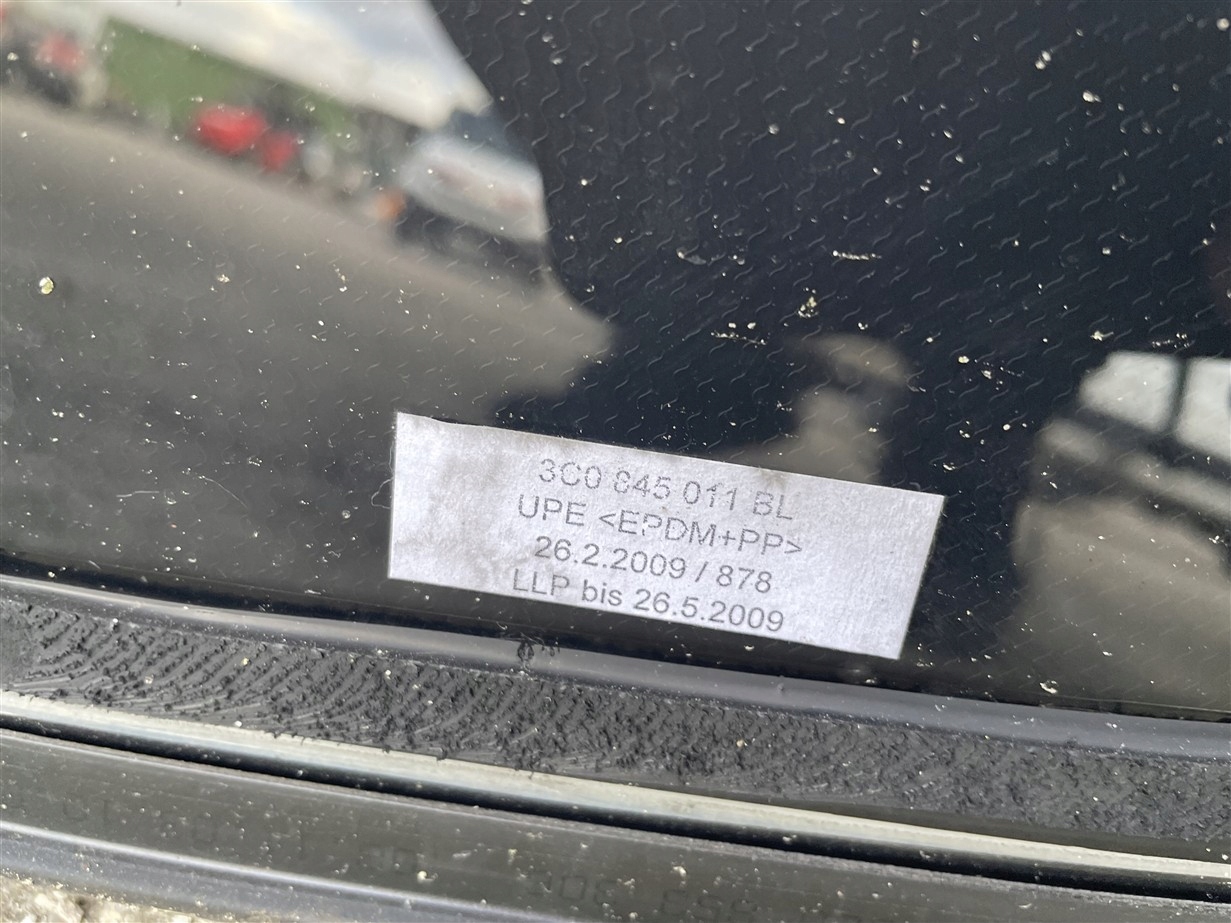 3C0 845 011 BL
UPE <EPDM+PP>
26.2.2009 / 878
LLP bis 26.5.2009